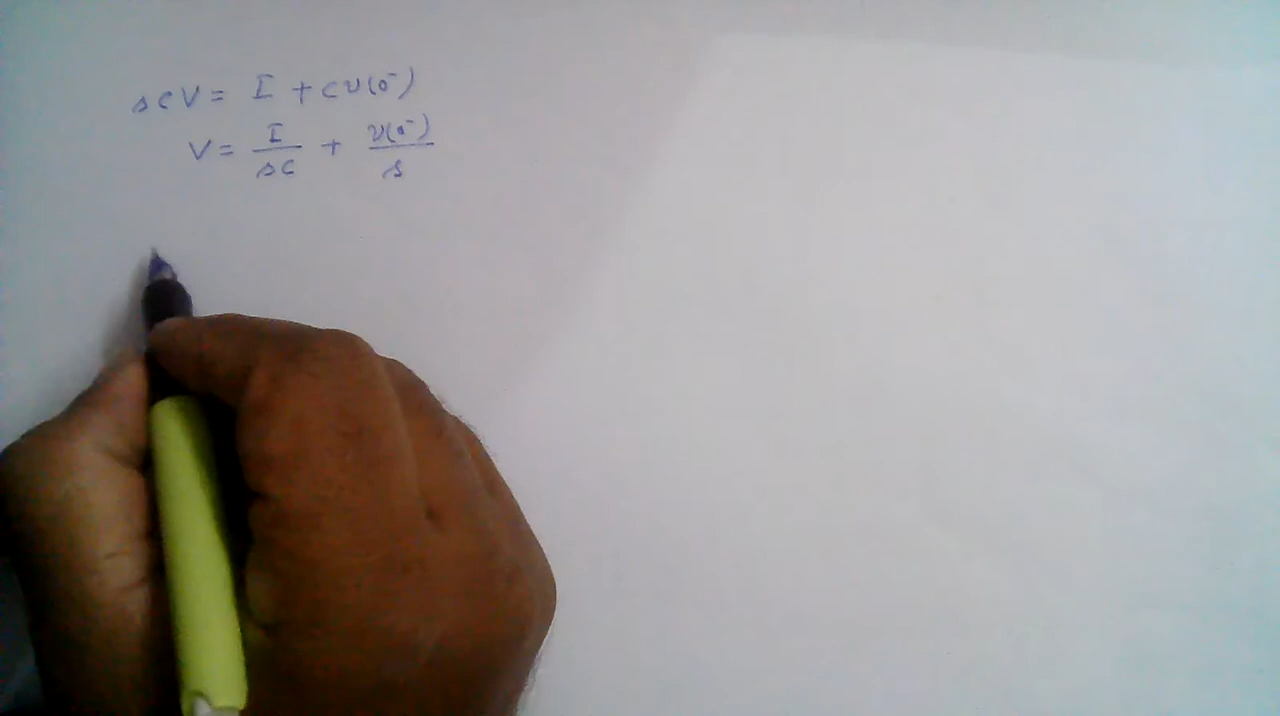 sCV = I + Cv(0⁻)
V = I/sC + v(0⁻)/s